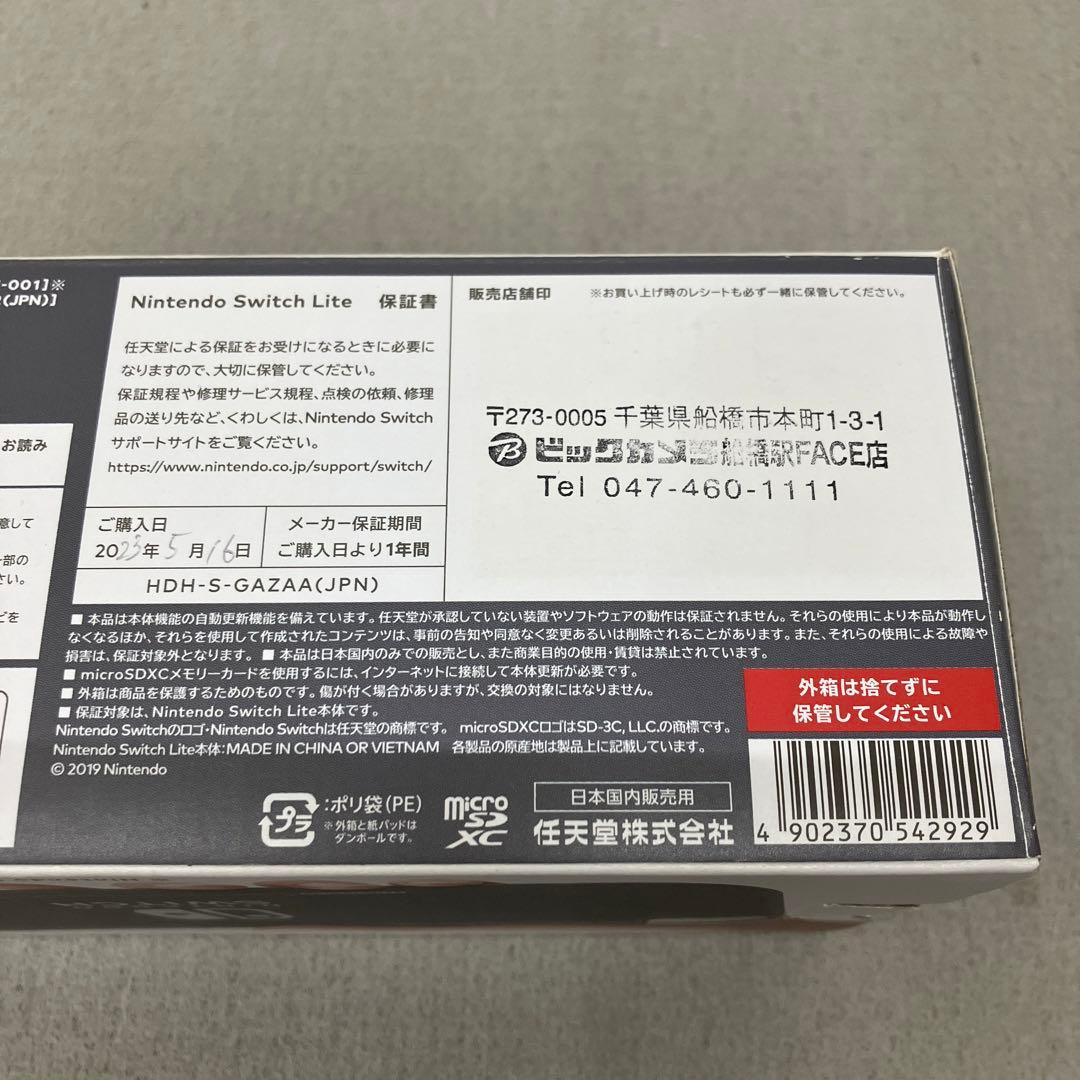 -001]※
(JPN)]
Nintendo Switch Lite 保証書
任天堂による保証をお受けになるときに必要に
なりますので、大切に保管してください。
保証規程や修理サービス規程、点検の依頼、修理
品の送り先など、くわしくは、Nintendo Switch
サポートサイトをご覧ください。
https://www.nintendo.co.jp/support/switch/
ご購入日
2023年5月16日
メーカー保証期間
ご購入日より1年間
HDH-S-GAZAA(JPN)
販売店舗印 ※お買い上げ時のレシートも必ず一緒に保管してください。
〒273-0005 千葉県船橋市本町1-3-1
B ビックカメラ船橋駅FACE店
Tel 047-460-1111
お読み
意して
一部の
さい。
どを
■ 本品は本体機能の自動更新機能を備えています。任天堂が承認していない装置やソフトウェアの動作は保証されません。それらの使用により本品が動作し
なくなるほか、それらを使用して作成されたコンテンツは、事前の告知や同意なく変更あるいは削除されることがあります。また、それらの使用による故障や
損害は、保証対象外となります。 ■ 本品は日本国内のみでの販売とし、また商業目的の使用・賃貸は禁止されています。
■ microSDXCメモリーカードを使用するには、インターネットに接続して本体更新が必要です。
■ 外箱は商品を保護するためのものです。傷が付く場合がありますが、交換の対象にはなりません。
■ 保証対象は、Nintendo Switch Lite本体です。
Nintendo Switchのロゴ・Nintendo Switchは任天堂の商標です。 microSDXCロゴはSD-3C, LLC.の商標です。
Nintendo Switch Lite本体：MADE IN CHINA OR VIETNAM 各製品の原産地は製品上に記載しています。
© 2019 Nintendo
外箱は捨てずに
保管してください
プラ
：ポリ袋(PE)
※外箱と紙パッドは
ダンボールです。
micro
SD
XC
日本国内販売用
任天堂株式会社
4 902370 542929